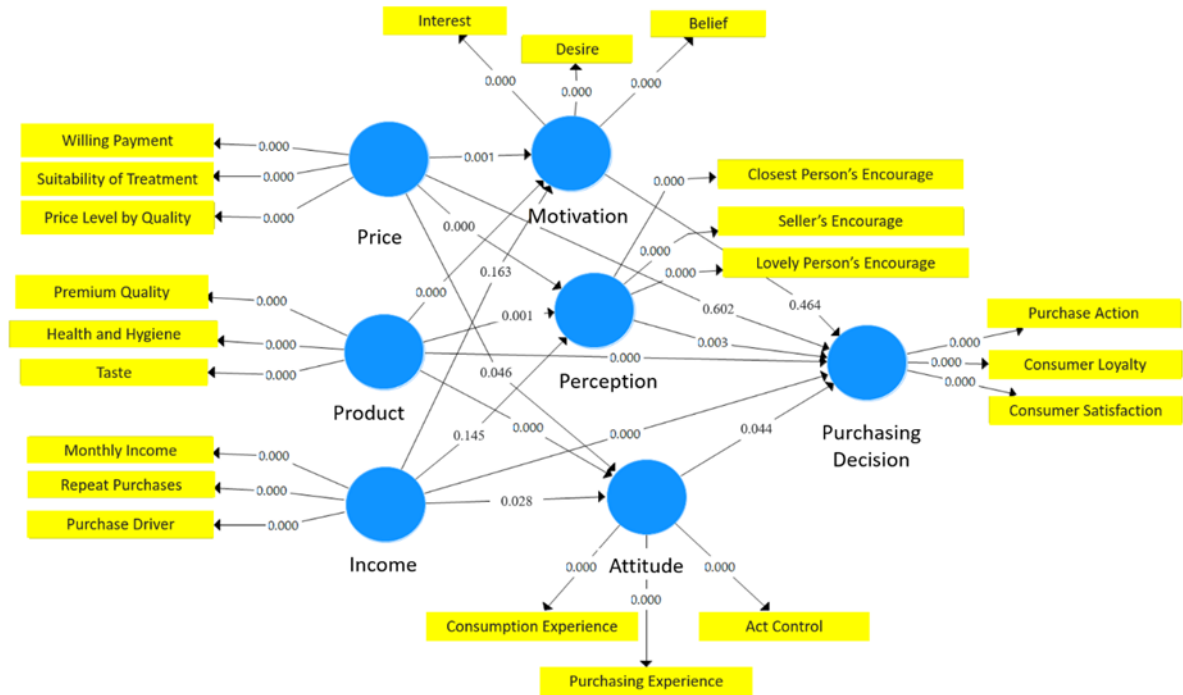 Interest
Belief
Desire
0.000
0.000
0.000
Willing Payment
0.000
Suitability of Treatment
0.000
Price Level by Quality
0.000
Price
0.001
Motivation
0.000
Closest Person's Encourage
0.000
Seller's Encourage
0.000
Lovely Person's Encourage
0.000
0.163
0.000
Premium Quality
0.000
Health and Hygiene
0.000
Taste
0.000
Product
0.001
Perception
0.602
0.464
0.003
0.000
0.046
0.000
0.145
0.000
0.044
Purchase Action
0.000
Consumer Loyalty
0.000
Consumer Satisfaction
0.000
Purchasing
Decision
Monthly Income
0.000
Repeat Purchases
0.000
Purchase Driver
0.000
Income
0.028
Attitude
0.000
0.000
0.000
Consumption Experience
Act Control
Purchasing Experience